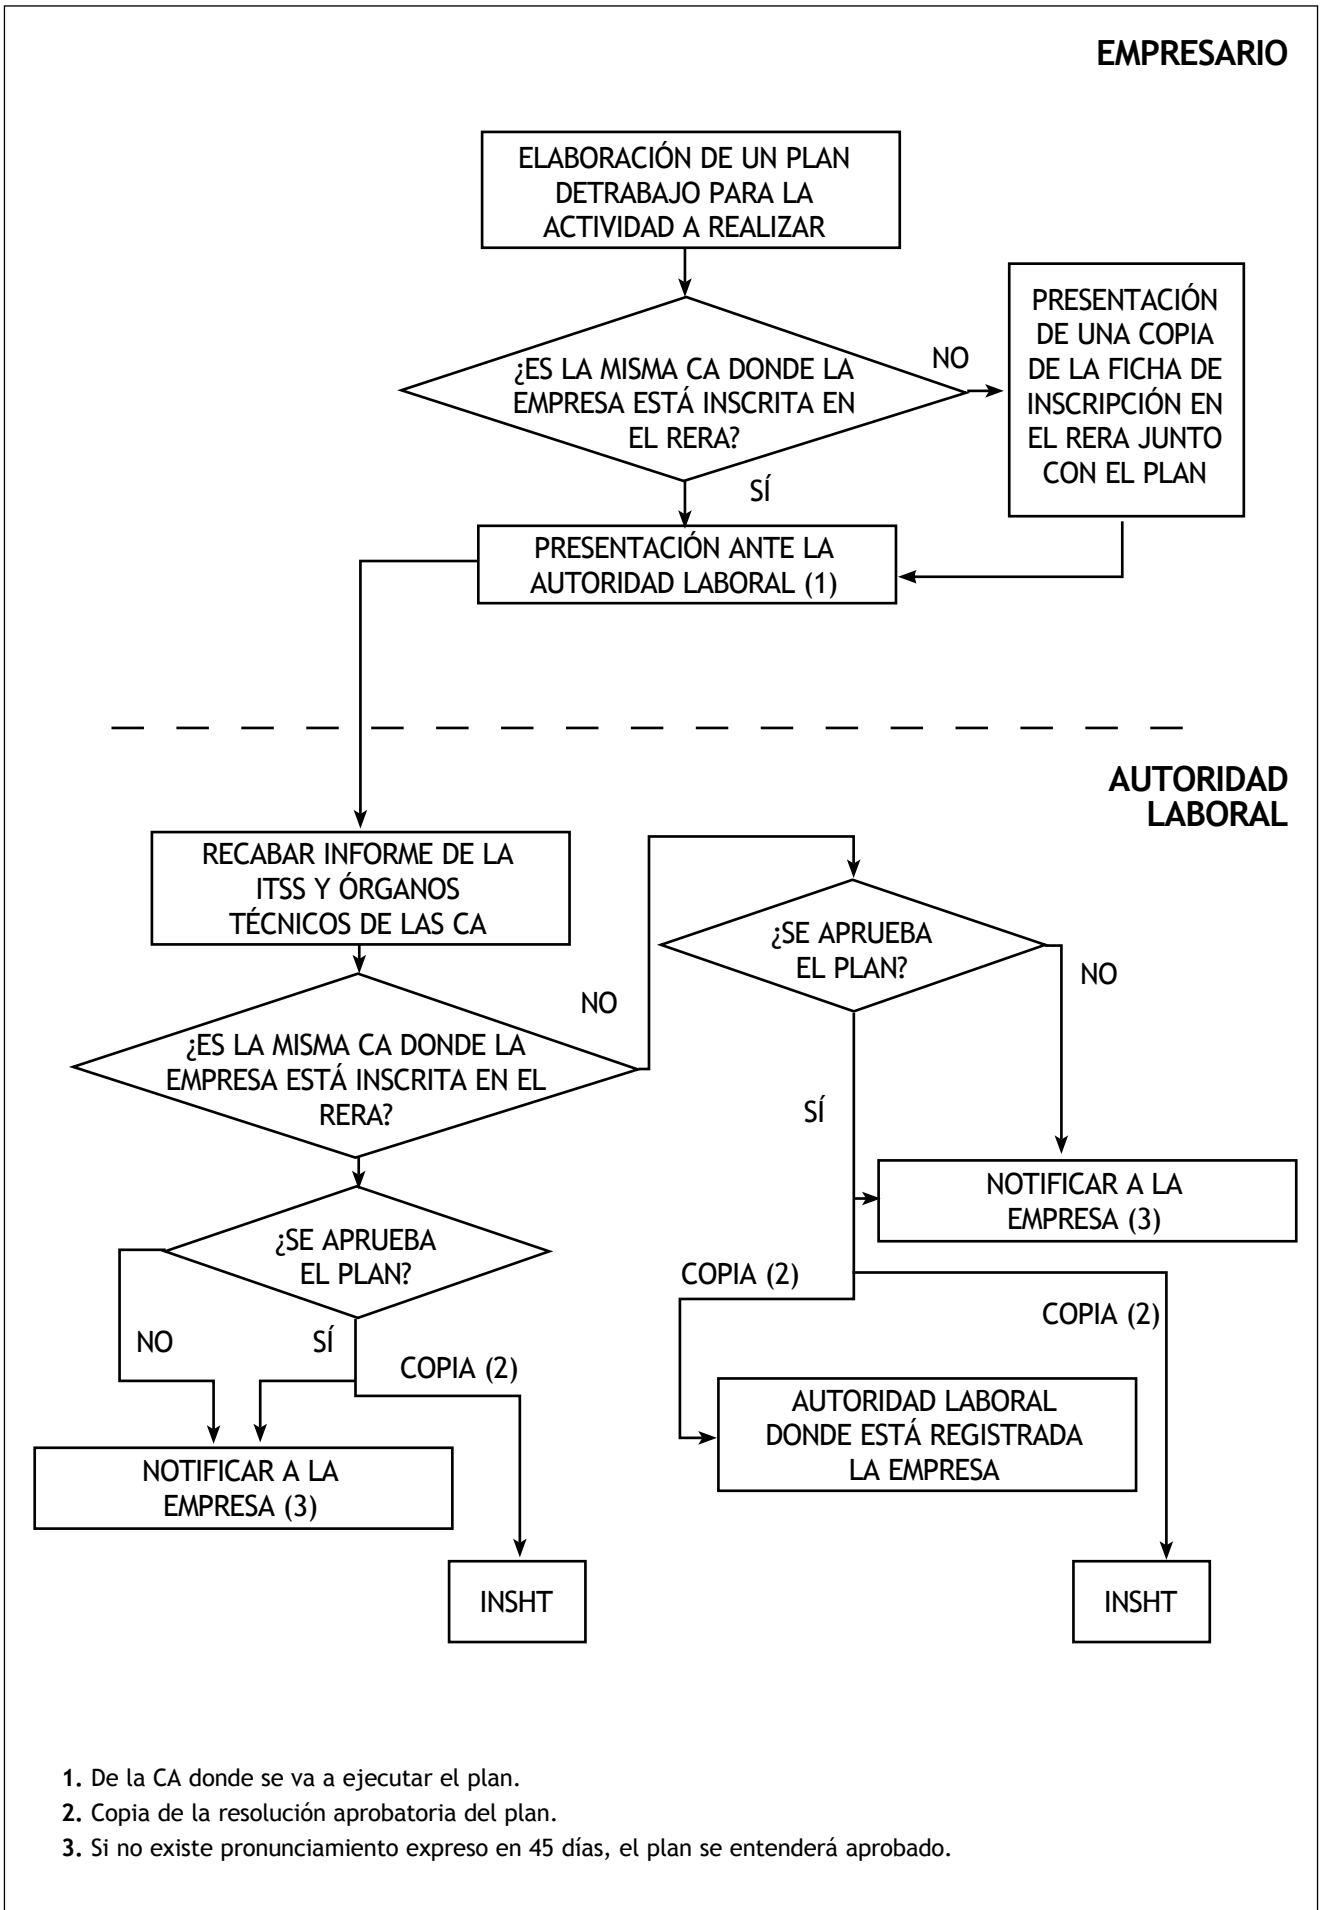 EMPRESARIO
ELABORACIÓN DE UN PLAN
DETRABAJO PARA LA
ACTIVIDAD A REALIZAR
¿ES LA MISMA CA DONDE LA
EMPRESA ESTÁ INSCRITA EN
EL RERA?
NO
PRESENTACIÓN
DE UNA COPIA
DE LA FICHA DE
INSCRIPCIÓN EN
EL RERA JUNTO
CON EL PLAN
SÍ
PRESENTACIÓN ANTE LA
AUTORIDAD LABORAL (1)
AUTORIDAD
LABORAL
RECABAR INFORME DE LA
ITSS Y ÓRGANOS
TÉCNICOS DE LAS CA
¿ES LA MISMA CA DONDE LA
EMPRESA ESTÁ INSCRITA EN EL
RERA?
NO
¿SE APRUEBA
EL PLAN?
NO
SÍ
NOTIFICAR A LA
EMPRESA (3)
COPIA (2)
COPIA (2)
AUTORIDAD LABORAL
DONDE ESTÁ REGISTRADA
LA EMPRESA
INSHT
¿SE APRUEBA
EL PLAN?
NO
SÍ
COPIA (2)
NOTIFICAR A LA
EMPRESA (3)
INSHT
1. De la CA donde se va a ejecutar el plan.
2. Copia de la resolución aprobatoria del plan.
3. Si no existe pronunciamiento expreso en 45 días, el plan se entenderá aprobado.